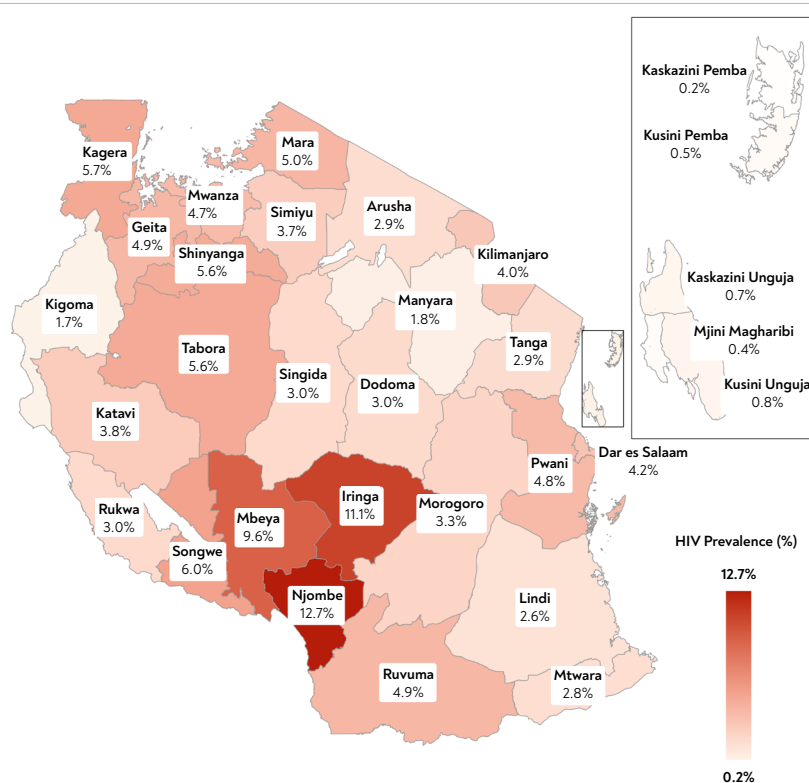 Kaskazini Pemba
0.2%
Kusini Pemba
0.5%
Mara
5.0%
Kagera
5.7%
Mwanza
4.7%
Arusha
2.9%
Simiyu
3.7%
Geita
4.9%
Shinyanga
5.6%
Kilimanjaro
4.0%
Kaskazini Unguja
0.7%
Kigoma
1.7%
Manyara
1.8%
Mjini Magharibi
0.4%
Tabora
5.6%
Tanga
2.9%
Singida
3.0%
Dodoma
3.0%
Kusini Unguja
0.8%
Katavi
3.8%
Dar es Salaam
4.2%
Pwani
4.8%
Iringa
11.1%
Morogoro
3.3%
Rukwa
3.0%
Mbeya
9.6%
Songwe
6.0%
HIV Prevalence (%)
12.7%
Njombe
12.7%
Lindi
2.6%
Ruvuma
4.9%
Mtwara
2.8%
0.2%